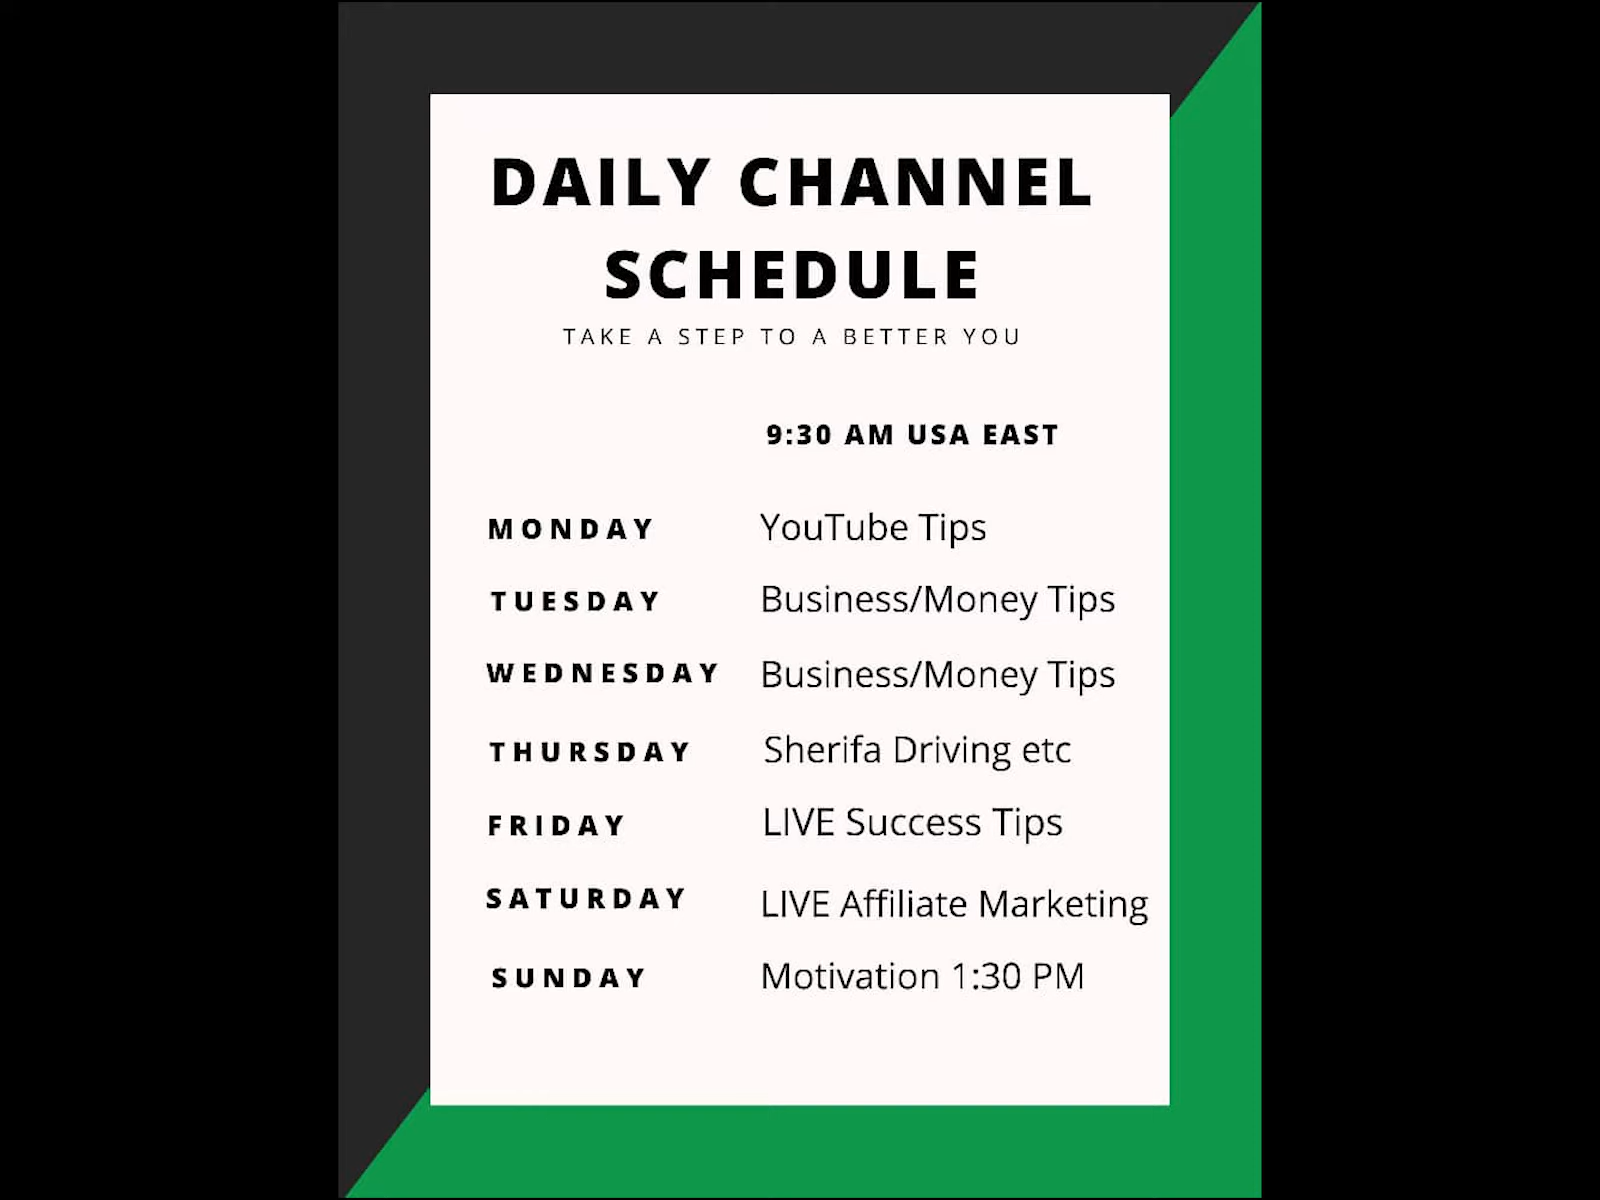 DAILY CHANNEL
SCHEDULE
TAKE A STEP TO A BETTER YOU
9:30 AM USA EAST
MONDAY YouTube Tips
TUESDAY Business/Money Tips
WEDNESDAY Business/Money Tips
THURSDAY Sherifa Driving etc
FRIDAY LIVE Success Tips
SATURDAY LIVE Affiliate Marketing
SUNDAY Motivation 1:30 PM